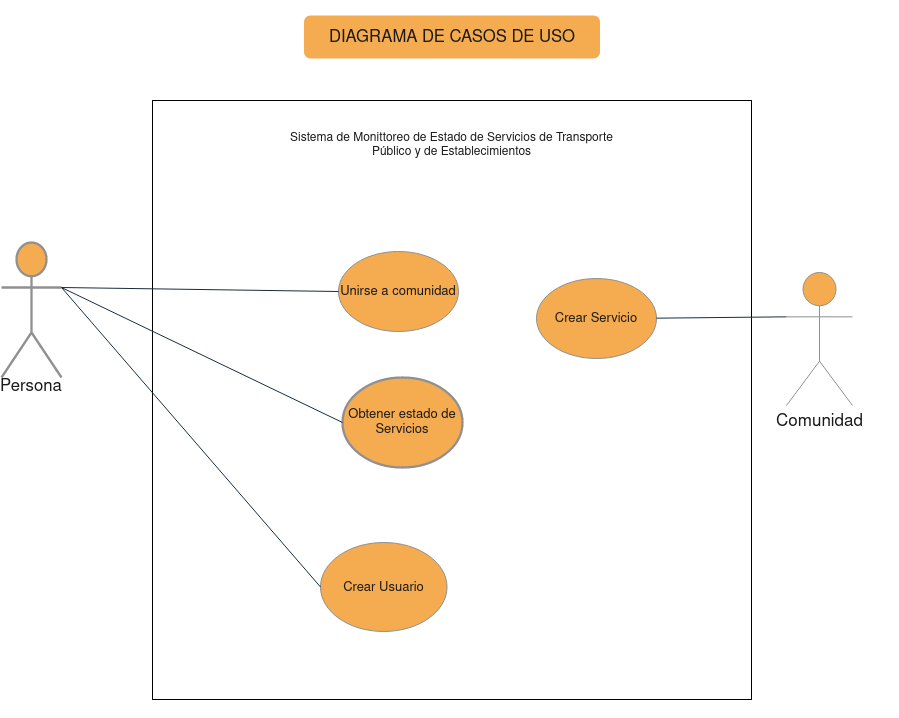 DIAGRAMA DE CASOS DE USO
Sistema de Monittoreo de Estado de Servicios de Transporte
Público y de Establecimientos
Unirse a comunidad
Crear Servicio
Persona
Obtener estado de
Servicios
Comunidad
Crear Usuario